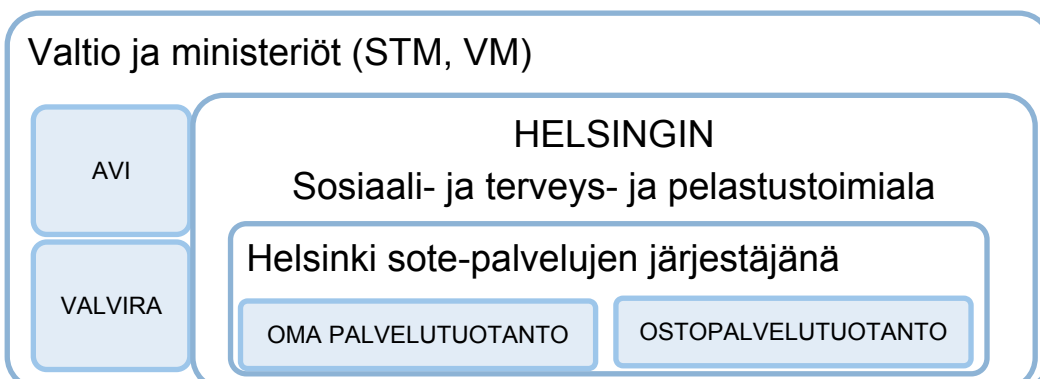 Valtio ja ministeriöt (STM, VM)
AVI
VALVIRA
HELSINGIN
Sosiaali- ja terveys- ja pelastustoimiala
Helsinki sote-palvelujen järjestäjänä
OMA PALVELUTUOTANTO
OSTOPALVELUTUOTANTO